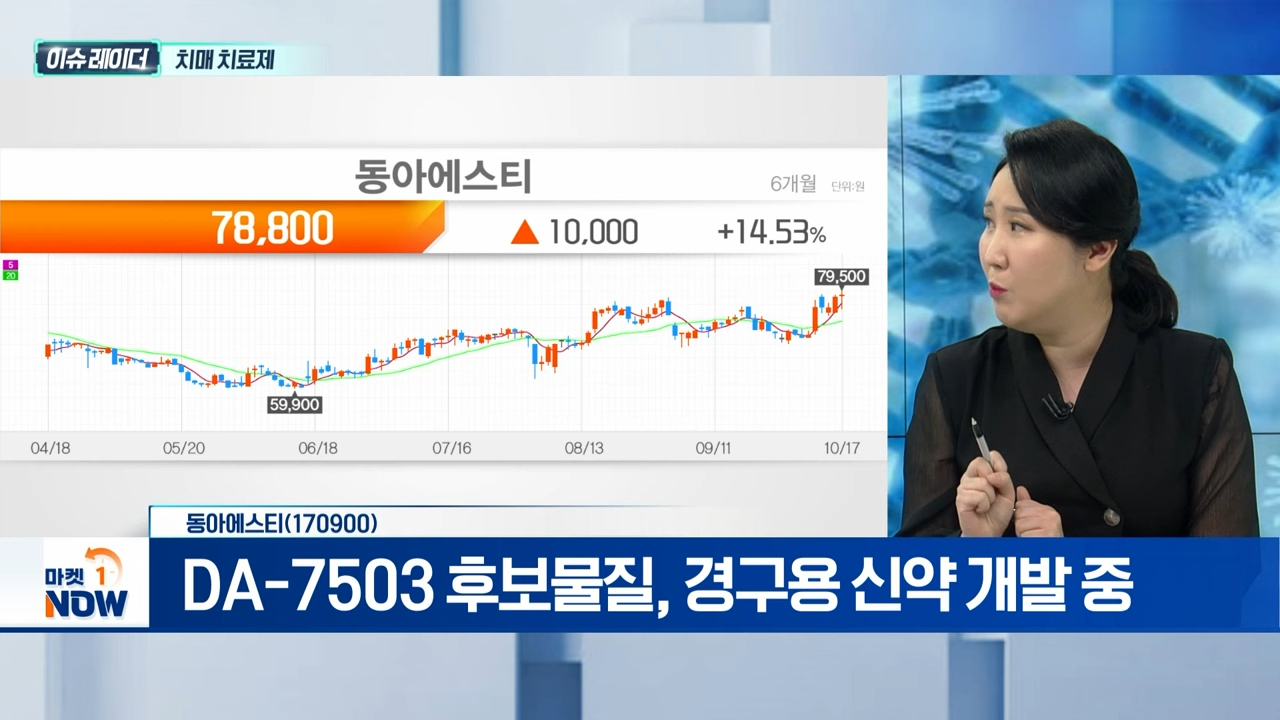 이슈 레이더 치매 치료제
동아에스티
6개월 단위:원
78,800 ▲ 10,000 +14.53%
5
20
79,500
59,900
04/18 05/20 06/18 07/16 08/13 09/11 10/17
동아에스티(170900)
마켓 1
NOW
DA-7503 후보물질, 경구용 신약 개발 중